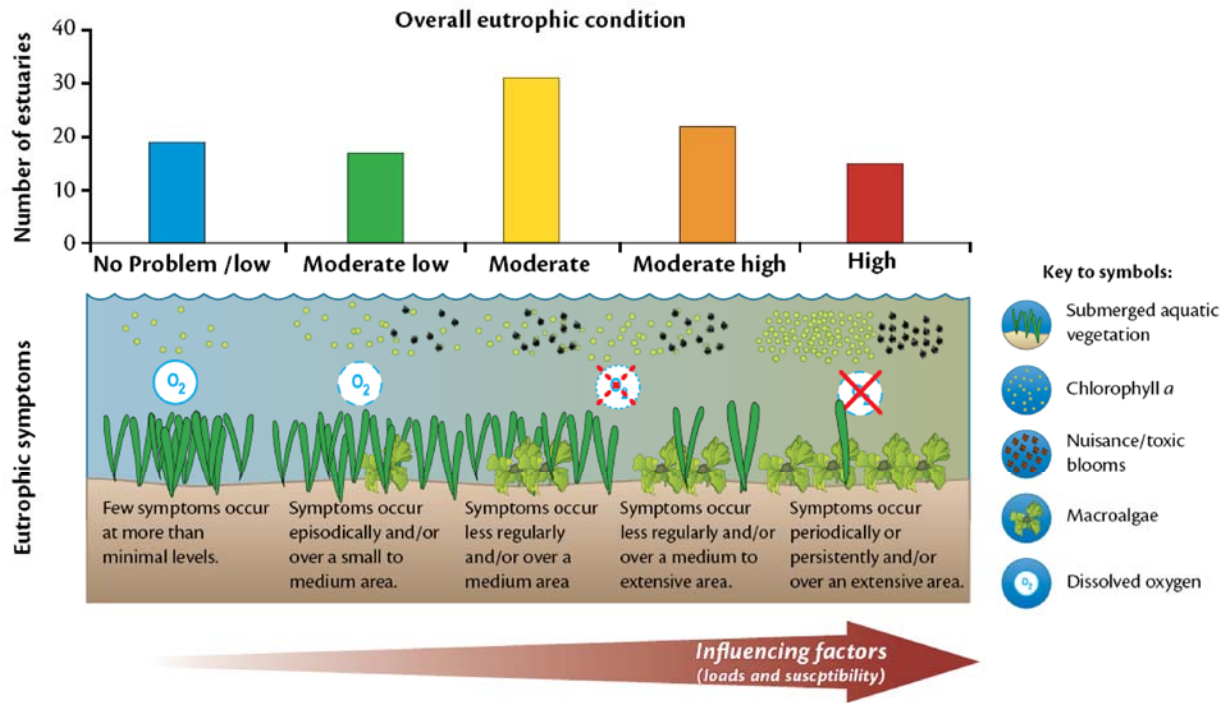 Overall eutrophic condition
Number of estuaries
40
30
20
10
0
No Problem /low
Moderate low
Moderate
Moderate high
High
Eutrophic symptoms
O2
O2
O2
Few symptoms occur
at more than
minimal levels.
Symptoms occur
episodically and/or
over a small to
medium area.
Symptoms occur
less regularly
and/or over a
medium area
Symptoms occur
less regularly and/or
over a medium to
extensive area.
Symptoms occur
periodically or
persistently and/or
over an extensive area.
Influencing factors
(loads and suscptibility)
Key to symbols:
Submerged aquatic
vegetation
Chlorophyll a
Nuisance/toxic
blooms
Macroalgae
O2
Dissolved oxygen